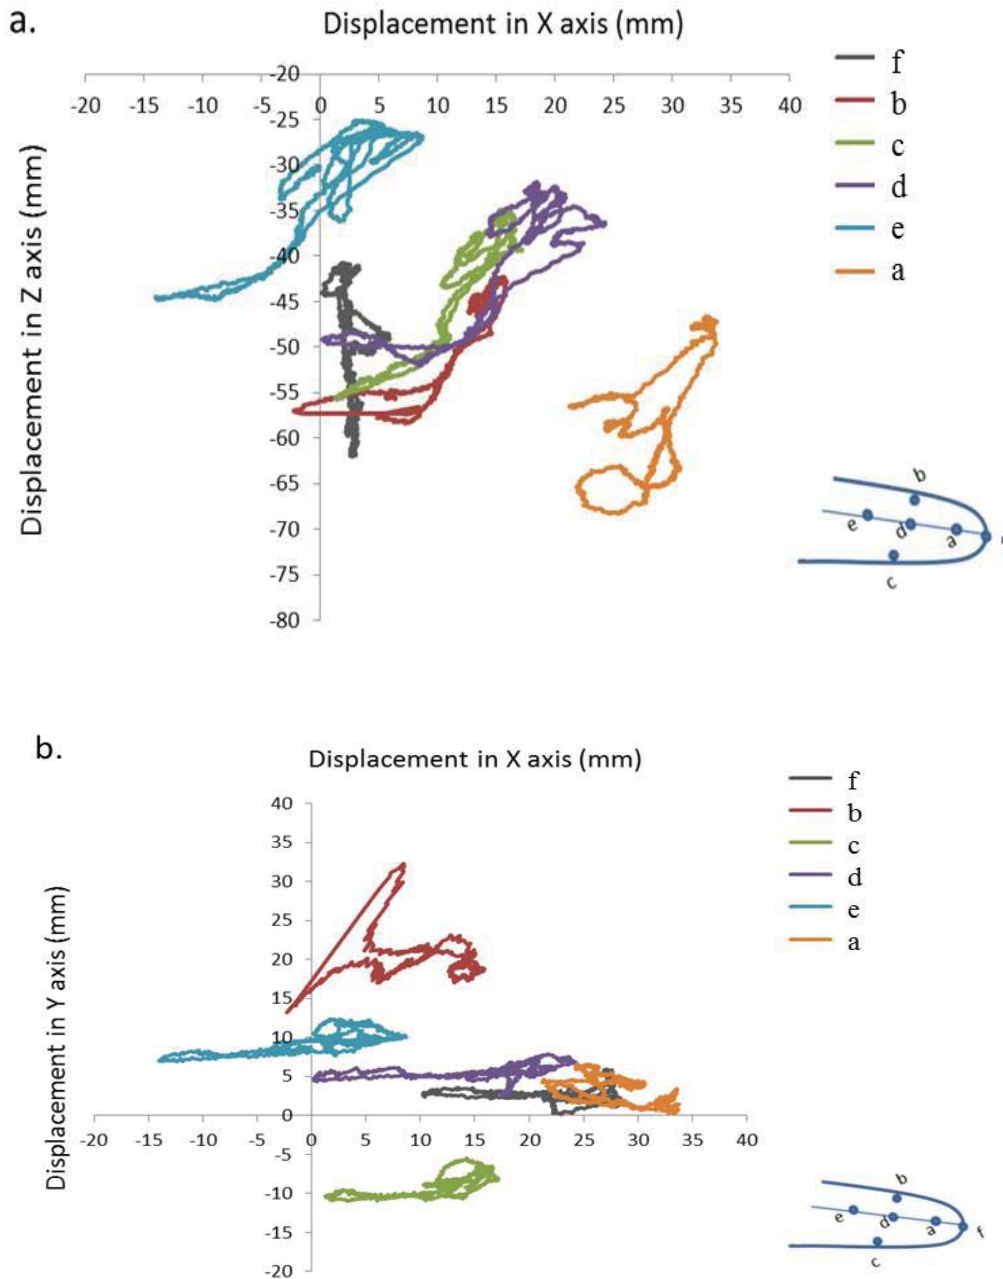 a.
Displacement in X axis (mm)
f
b
c
d
e
a
-20
-20 -15 -10 -5 0 5 10 15 20 25 30 35 40
-25
-30
-35
-40
-45
-50
-55
-60
-65
-70
-75
-80
Displacement in Z axis (mm)
b
e
d
a
c
b.
Displacement in X axis (mm)
f
b
c
d
e
a
40
35
30
25
20
15
10
5
0
-20 -15 -10 -5 0 5 10 15 20 25 30 35 40
-5
-10
-15
-20
Displacement in Y axis (mm)
b
e
d
a
f
c